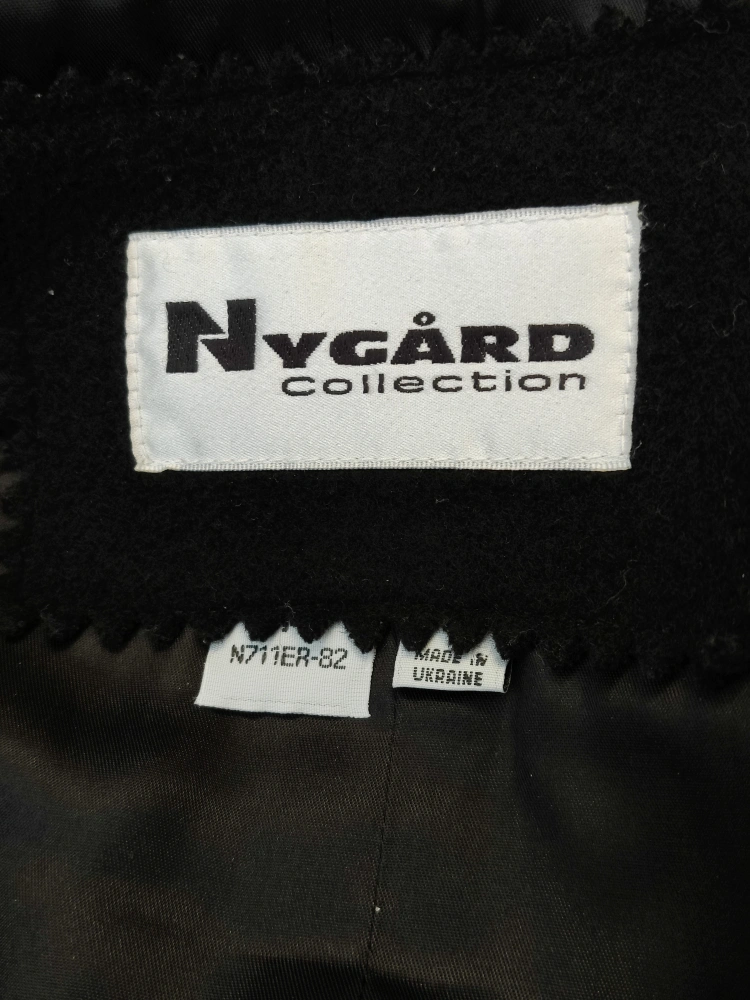 NYGÅRD
Collection
N711ER-82
MADE IN
UKRAINE